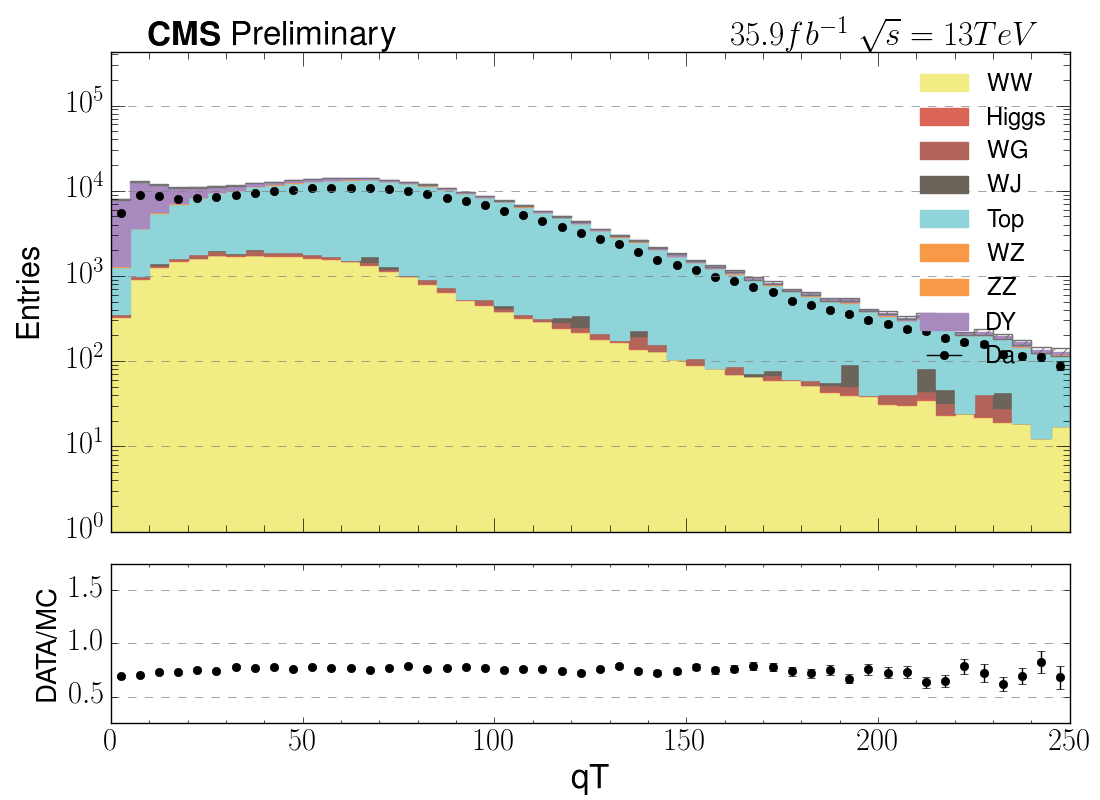 CMS Preliminary 35.9fb⁻¹ √s = 13TeV
WW
Higgs
WG
WJ
Top
WZ
ZZ
DY
Da
Entries
10⁵
10⁴
10³
10²
10¹
10⁰
DATA/MC
1.5
1.0
0.5
0 50 100 150 200 250
qT